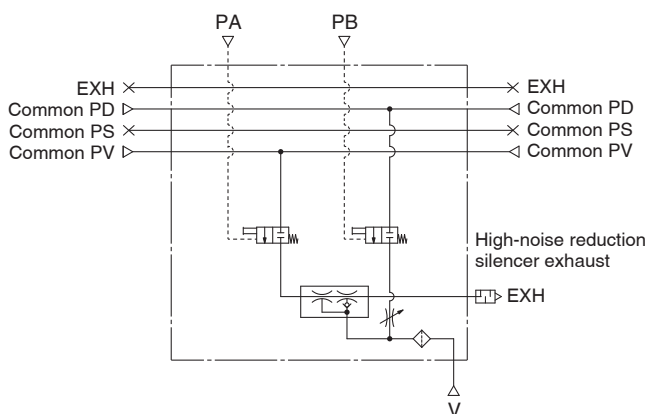 PA PB
EXH EXH
Common PD Common PD
Common PS Common PS
Common PV Common PV
High-noise reduction
silencer exhaust
EXH
V